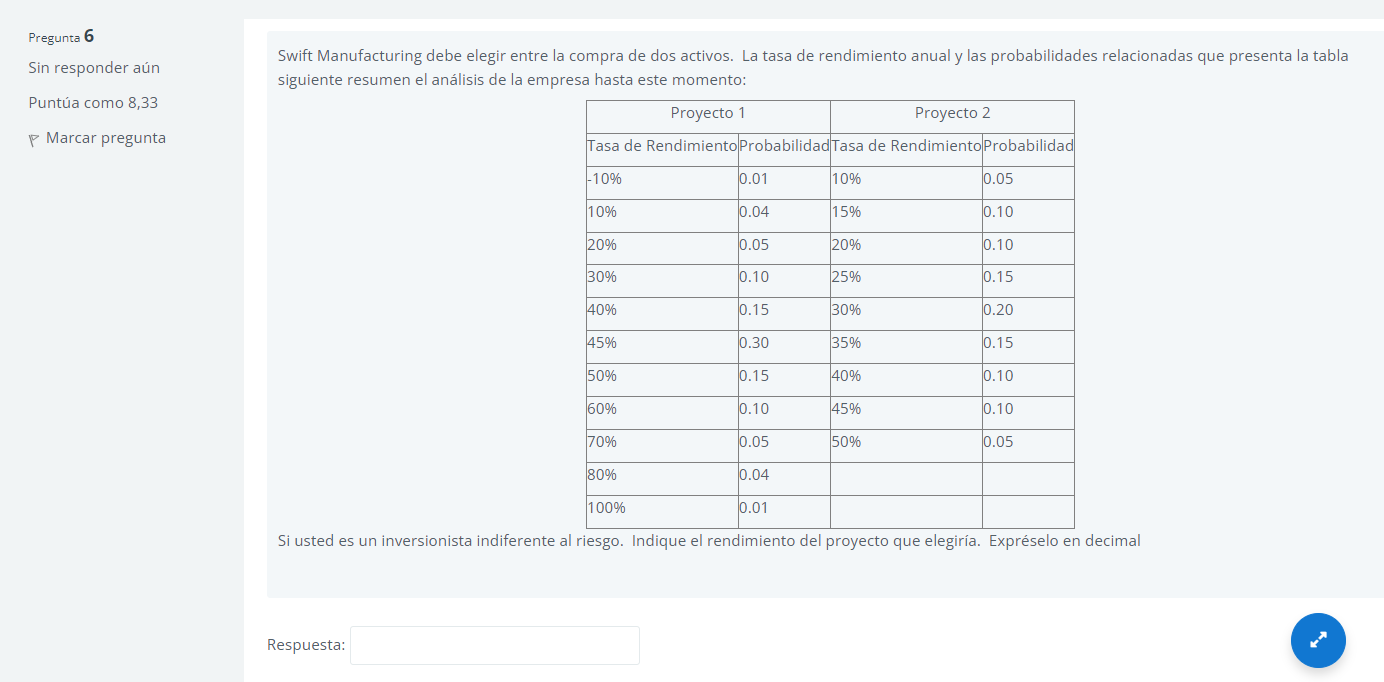 Pregunta 6
Sin responder aún
Puntúa como 8,33
Marcar pregunta
Swift Manufacturing debe elegir entre la compra de dos activos. La tasa de rendimiento anual y las probabilidades relacionadas que presenta la tabla
siguiente resumen el análisis de la empresa hasta este momento:
Proyecto 1 Proyecto 2
Tasa de Rendimiento Probabilidad Tasa de Rendimiento Probabilidad
-10% 0.01 10% 0.05
10% 0.04 15% 0.10
20% 0.05 20% 0.10
30% 0.10 25% 0.15
40% 0.15 30% 0.20
45% 0.30 35% 0.15
50% 0.15 40% 0.10
60% 0.10 45% 0.10
70% 0.05 50% 0.05
80% 0.04
100% 0.01
Si usted es un inversionista indiferente al riesgo. Indique el rendimiento del proyecto que elegiría. Expréselo en decimal
Respuesta: